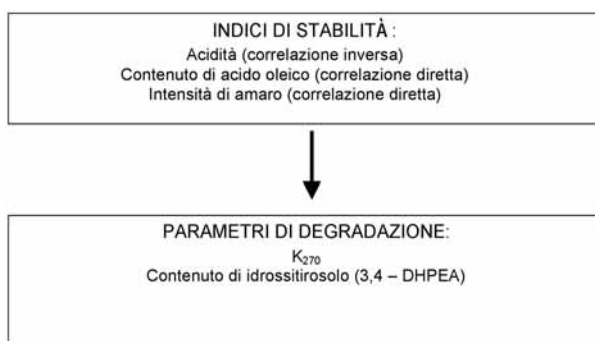 INDICI DI STABILITÀ :
Acidità (correlazione inversa)
Contenuto di acido oleico (correlazione diretta)
Intensità di amaro (correlazione diretta)
PARAMETRI DI DEGRADAZIONE:
K₂₇₀
Contenuto di idrossitirosolo (3,4 – DHPEA)